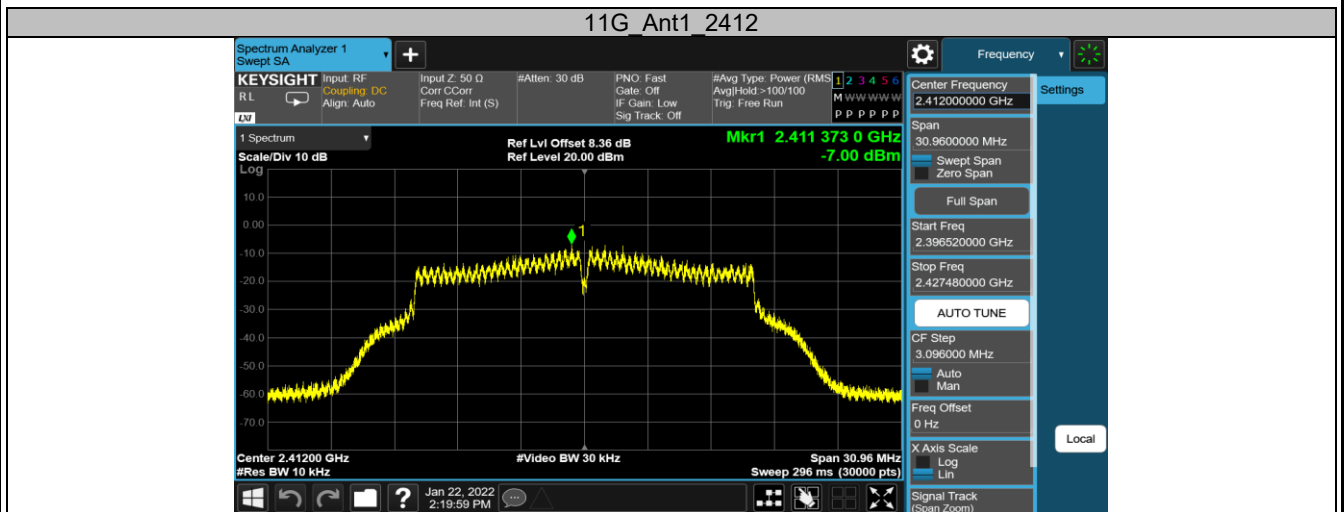 11G_Ant1_2412
Spectrum Analyzer 1
Swept SA
Frequency
KEYSIGHT
RL
LXI
Input: RF
Coupling: DC
Align: Auto
Input Z: 50 Ω
Corr CCorr
Freq Ref: Int (S)
#Atten: 30 dB
PNO: Fast
Gate: Off
IF Gain: Low
Sig Track: Off
#Avg Type: Power (RMS
Avg|Hold:>100/100
Trig: Free Run
1 2 3 4 5 6
M W W W W W
P P P P P P
1 Spectrum
Scale/Div 10 dB
Log
Ref Lvl Offset 8.36 dB
Ref Level 20.00 dBm
Mkr1 2.411 373 0 GHz
-7.00 dBm
10.0
0.00
-10.0
-20.0
-30.0
-40.0
-50.0
-60.0
-70.0
1
Center 2.41200 GHz
#Res BW 10 kHz
#Video BW 30 kHz
Span 30.96 MHz
Sweep 296 ms (30000 pts)
Center Frequency
2.412000000 GHz
Settings
Span
30.9600000 MHz
Swept Span
Zero Span
Full Span
Start Freq
2.396520000 GHz
Stop Freq
2.427480000 GHz
AUTO TUNE
CF Step
3.096000 MHz
Auto
Man
Freq Offset
0 Hz
X Axis Scale
Log
Lin
Local
Signal Track
(Span Zoom)
?
Jan 22, 2022
2:19:59 PM